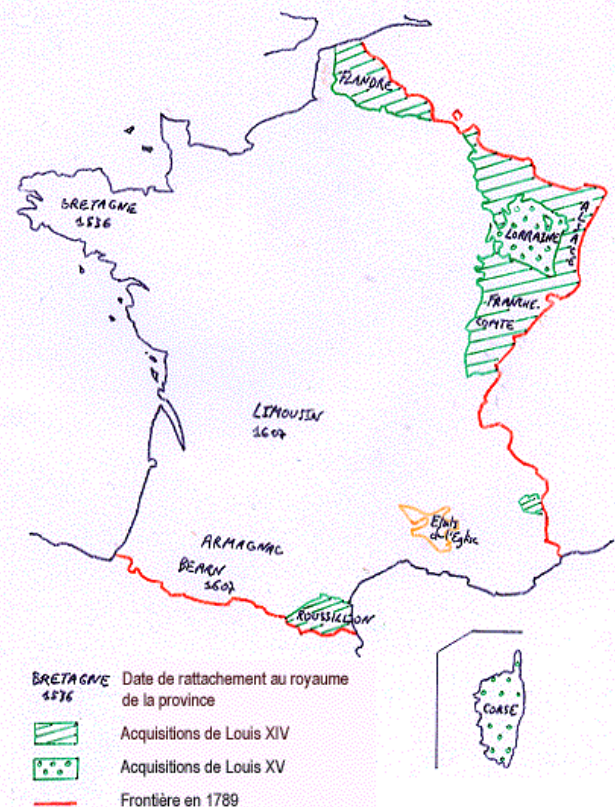 FLANDRE
BRETAGNE
1536
ALSACE
LORRAINE
FRANCHE-
COMTE
LIMOUSIN
1607
Etats
de l'Eglise
ARMAGNAC
BEARN
1607
ROUSSILLON
CORSE
BRETAGNE
1536
Date de rattachement au royaume
de la province
Acquisitions de Louis XIV
Acquisitions de Louis XV
Frontière en 1789